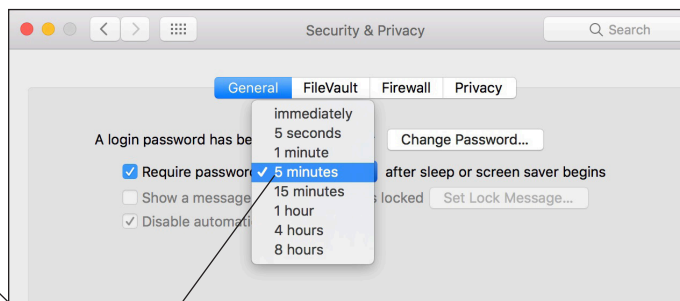 Security & Privacy
Search
General FileVault Firewall Privacy
immediately
5 seconds
A login password has be
Change Password...
1 minute
Require password
5 minutes
after sleep or screen saver begins
15 minutes
Show a message
s locked
Set Lock Message...
1 hour
Disable automati
4 hours
8 hours